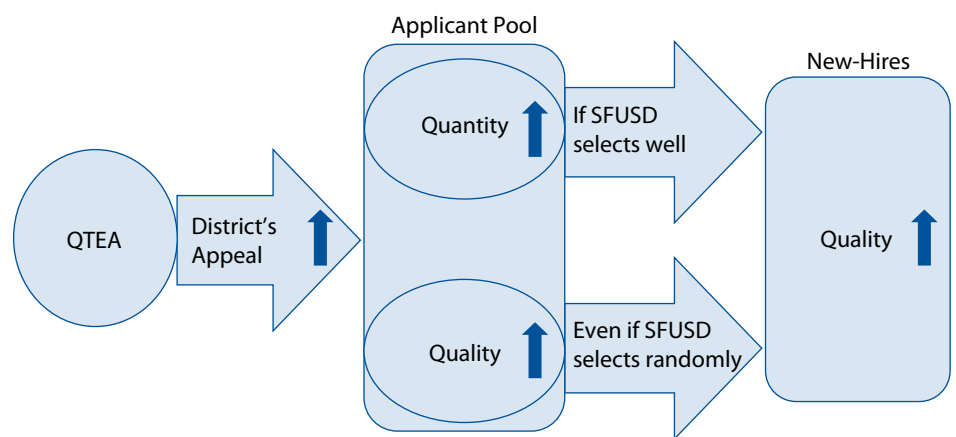 Applicant Pool
New-Hires
Quantity
If SFUSD
selects well
QTEA
District's
Appeal
Quality
Quality
Even if SFUSD
selects randomly